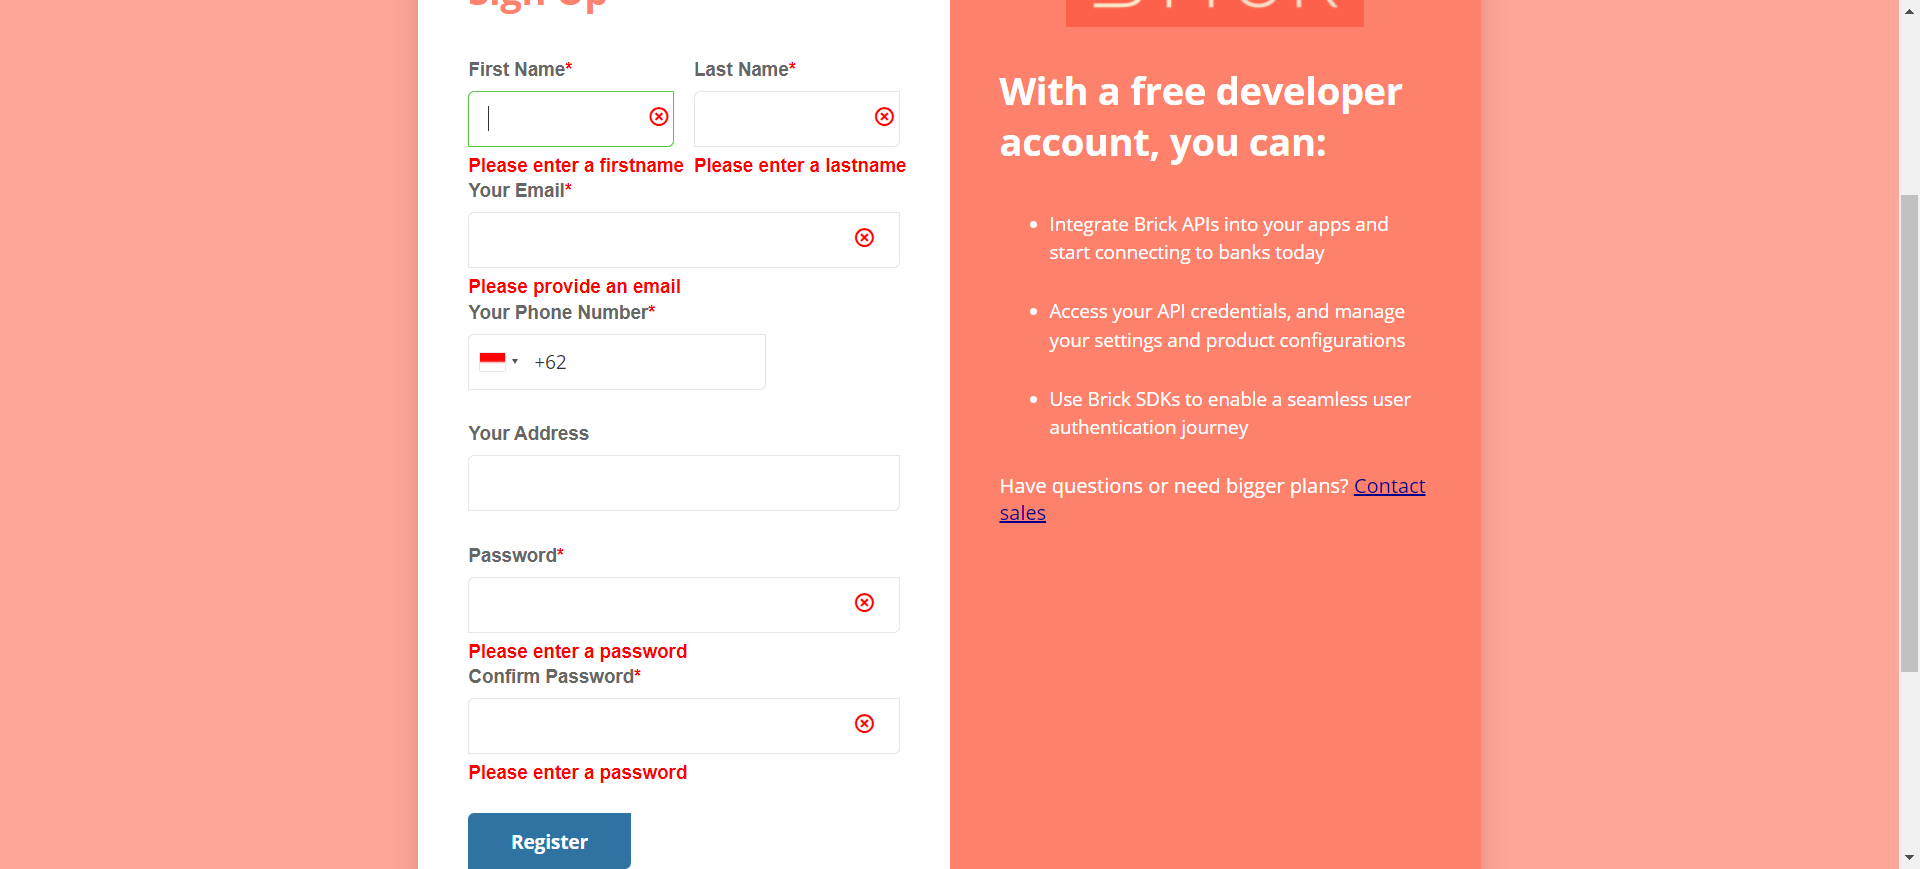 Sign Up
First Name*
Last Name*
Please enter a firstname
Please enter a lastname
Your Email*
Please provide an email
Your Phone Number*
+62
Your Address
Password*
Please enter a password
Confirm Password*
Please enter a password
Register
With a free developer
account, you can:
Integrate Brick APIs into your apps and
start connecting to banks today
Access your API credentials, and manage
your settings and product configurations
Use Brick SDKs to enable a seamless user
authentication journey
Have questions or need bigger plans? Contact
sales